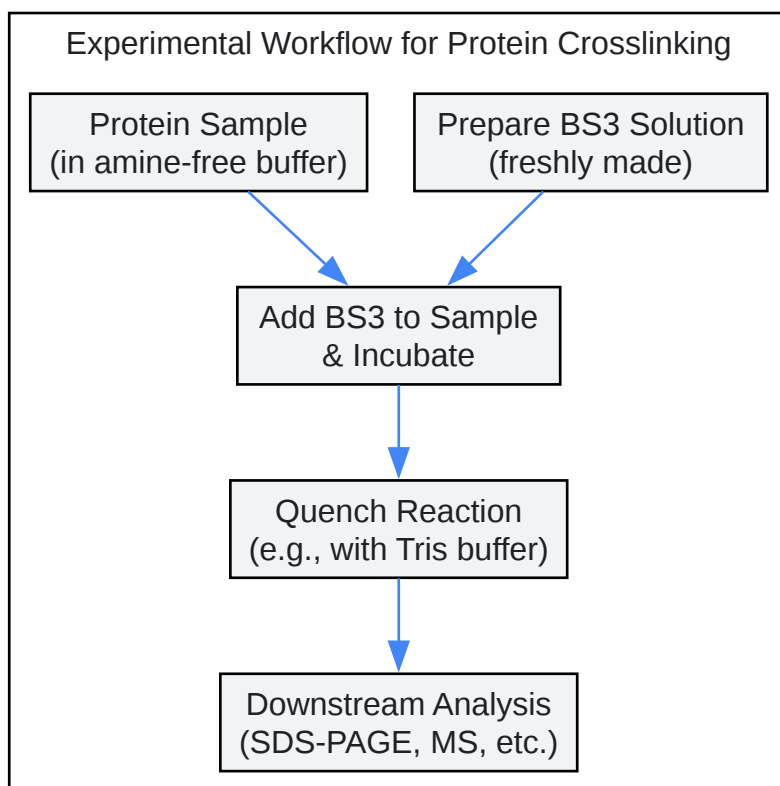 Experimental Workflow for Protein Crosslinking
Protein Sample
(in amine-free buffer)
Prepare BS3 Solution
(freshly made)
Add BS3 to Sample
& Incubate
Quench Reaction
(e.g., with Tris buffer)
Downstream Analysis
(SDS-PAGE, MS, etc.)